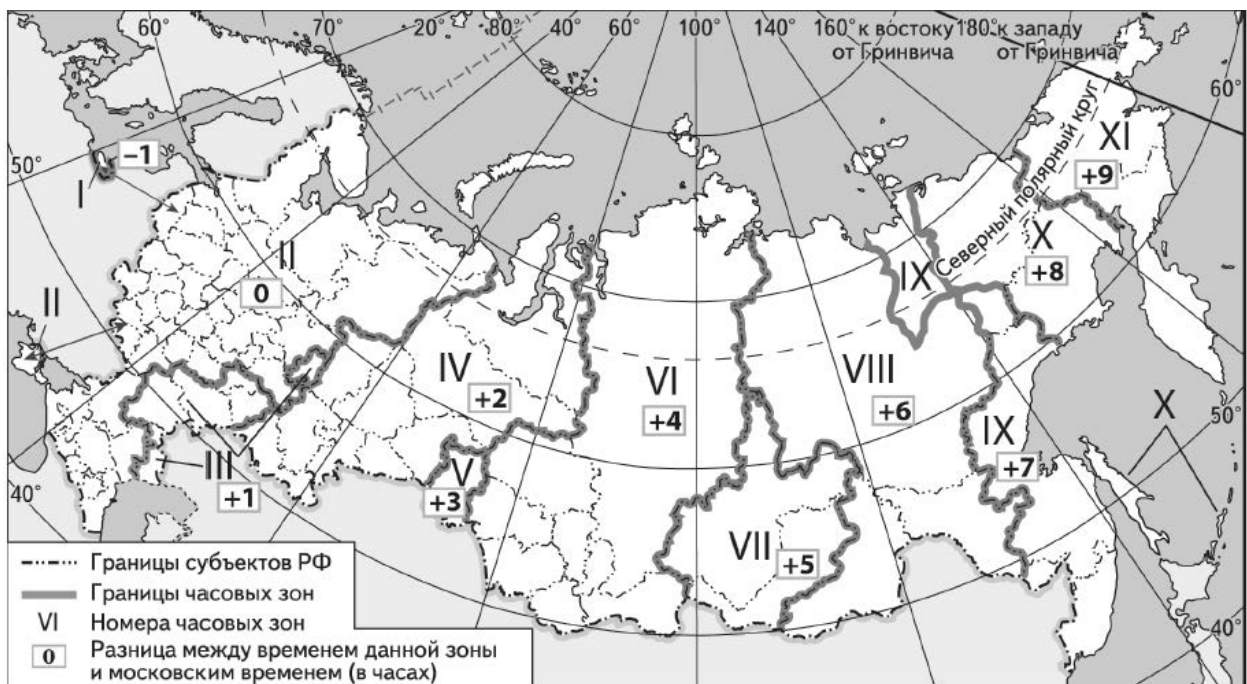 60°
70°
80°
60°
40°
80°
100°
140°
160°
к востоку
от Гринвича
180°
к западу
от Гринвича
60°
50°
−1
I
II
0
II
Северный полярный круг
XI
+9
X
+8
IX
IV
+2
VI
+4
VIII
+6
IX
+7
X
50°
III
+1
V
+3
VII
+5
40°
40°
Границы субъектов РФ
Границы часовых зон
VI Номера часовых зон
0 Разница между временем данной зоны
и московским временем (в часах)